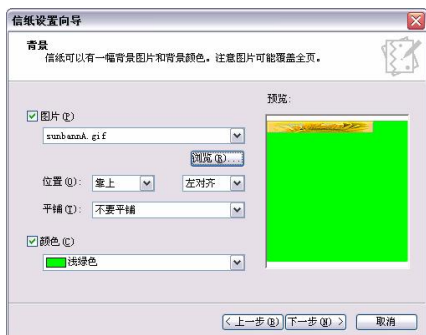 信纸设置向导
背景
信纸可以有一幅背景图片和背景颜色。注意图片可能覆盖全页。
预览:
图片(P)
sunbannA.gif
浏览(R)...
位置(O): 靠上 左对齐
平铺(T): 不要平铺
颜色(C)
浅绿色
< 上一步(B) 下一步(N) > 取消